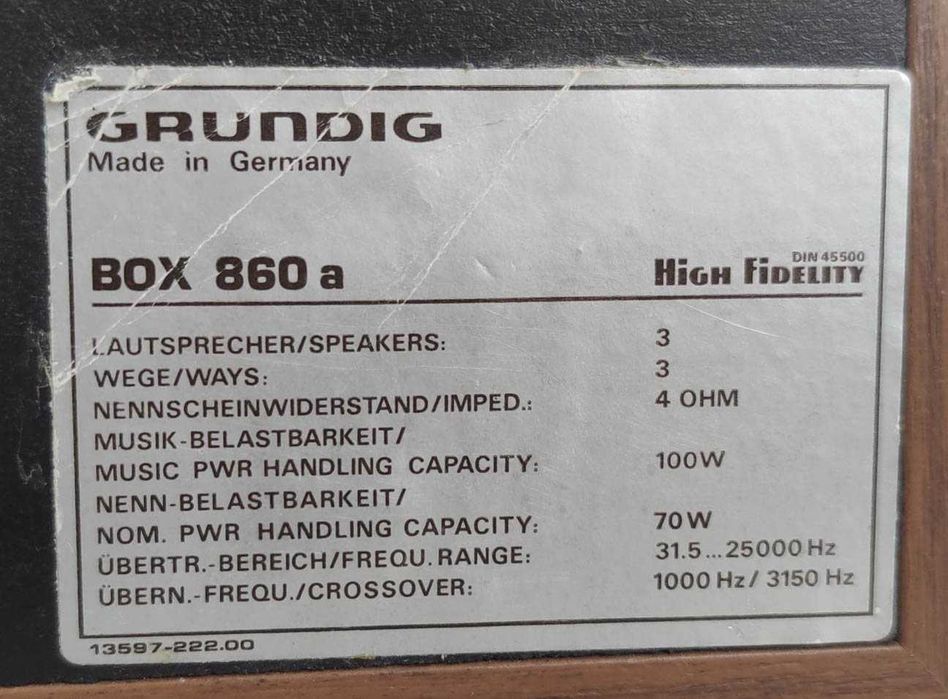 GRUNDIG
Made in Germany
BOX 860 a
DIN 45500
HIGH FIDELITY
LAUTSPRECHER/SPEAKERS: 3
WEGE/WAYS: 3
NENNSCHEINWIDERSTAND/IMPED.: 4 OHM
MUSIK-BELASTBARKEIT/
MUSIC PWR HANDLING CAPACITY: 100W
NENN-BELASTBARKEIT/
NOM. PWR HANDLING CAPACITY: 70W
ÜBERTR.-BEREICH/FREQU. RANGE: 31.5...25000 Hz
ÜBERN.-FREQU./CROSSOVER: 1000 Hz / 3150 Hz
13597-222.00